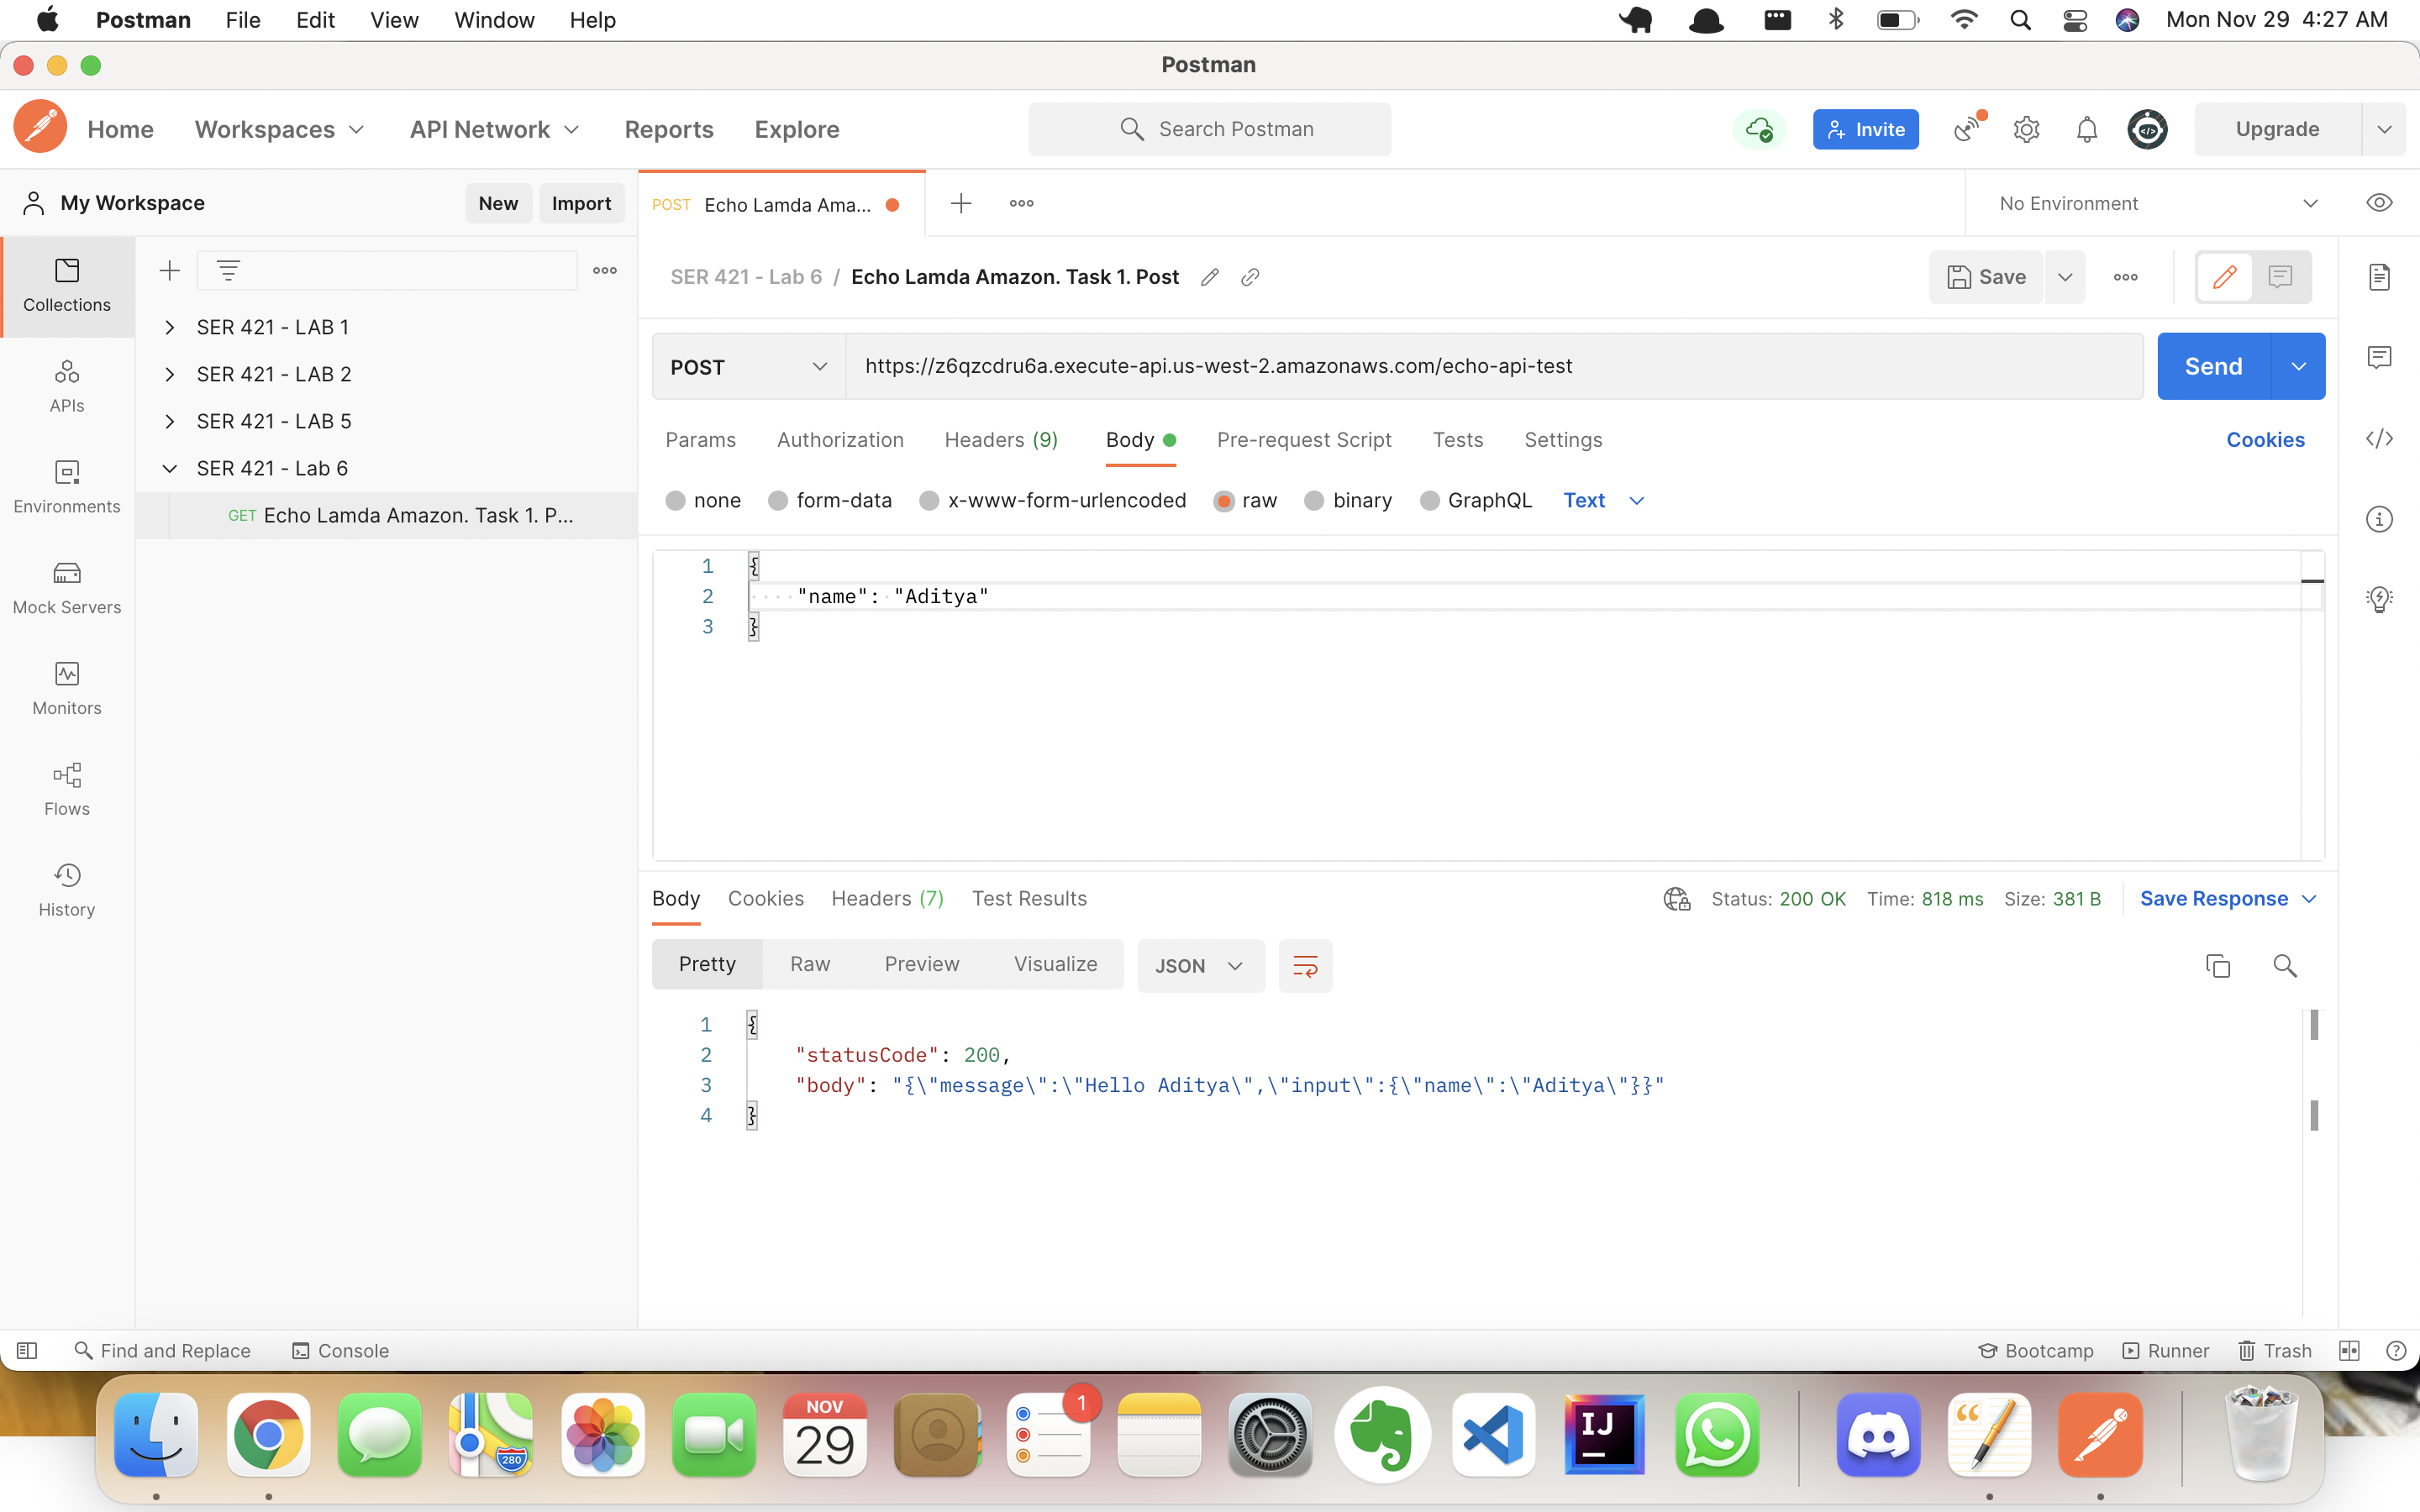 Postman File Edit View Window Help Mon Nov 29 4:27 AM
Postman
Home Workspaces API Network Reports Explore Search Postman Invite Upgrade
My Workspace New Import POST Echo Lamda Ama... No Environment
Collections
SER 421 - Lab 6 / Echo Lamda Amazon. Task 1. Post Save
SER 421 - LAB 1
SER 421 - LAB 2
SER 421 - LAB 5
SER 421 - Lab 6
GET Echo Lamda Amazon. Task 1. P...
APIs
Environments
Mock Servers
Monitors
Flows
History
POST https://z6qzcdru6a.execute-api.us-west-2.amazonaws.com/echo-api-test Send
Params Authorization Headers (9) Body Pre-request Script Tests Settings Cookies
none form-data x-www-form-urlencoded raw binary GraphQL Text
1 {
2 "name": "Aditya"
3 }
Body Cookies Headers (7) Test Results Status: 200 OK Time: 818 ms Size: 381 B Save Response
Pretty Raw Preview Visualize JSON
1 {
2 "statusCode": 200,
3 "body": "{\"message\":\"Hello Aditya\",\"input\":{\"name\":\"Aditya\"}}"
4 }
Find and Replace Console Bootcamp Runner Trash
280
NOV
29
1
IJ